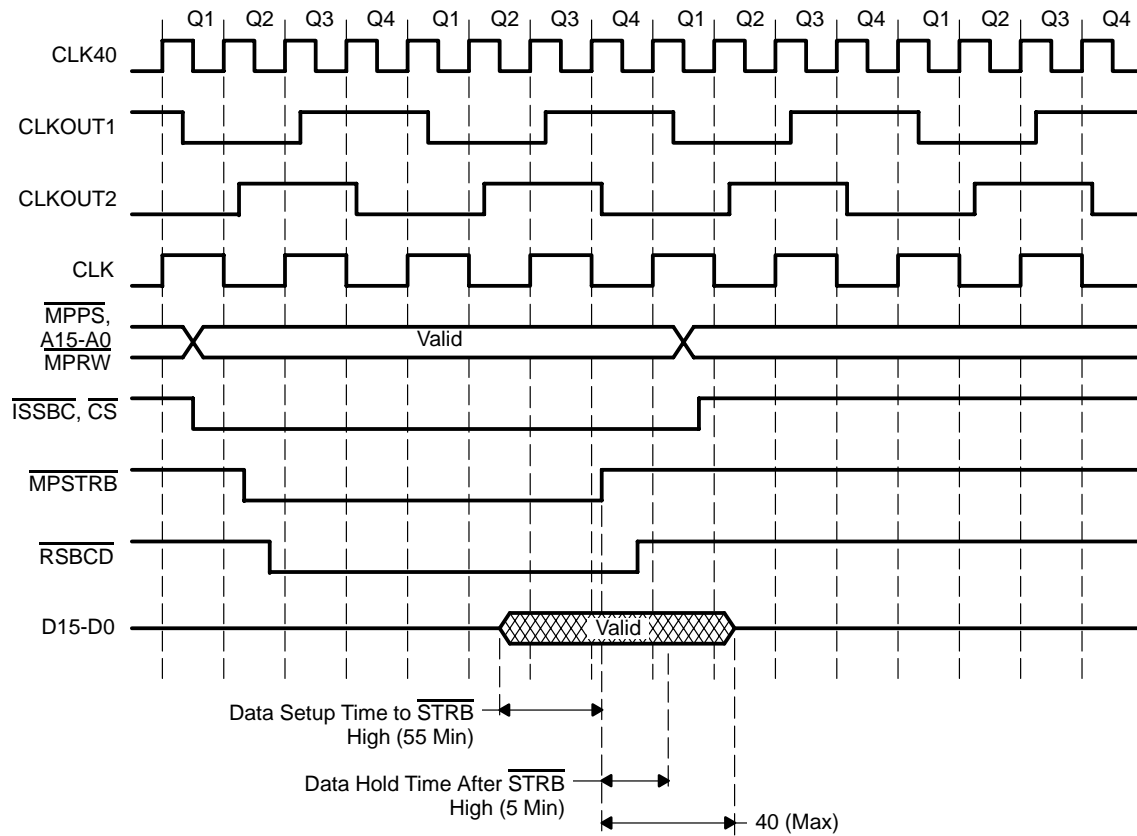 Q1 Q2 Q3 Q4 Q1 Q2 Q3 Q4 Q1 Q2 Q3 Q4 Q1 Q2 Q3 Q4
CLK40
CLKOUT1
CLKOUT2
CLK
MPPS,
A15-A0
MPRW
Valid
ISSBC, CS
MPSTRB
RSBCD
D15-D0
Valid
Data Setup Time to STRB
High (55 Min)
Data Hold Time After STRB
High (5 Min)
40 (Max)